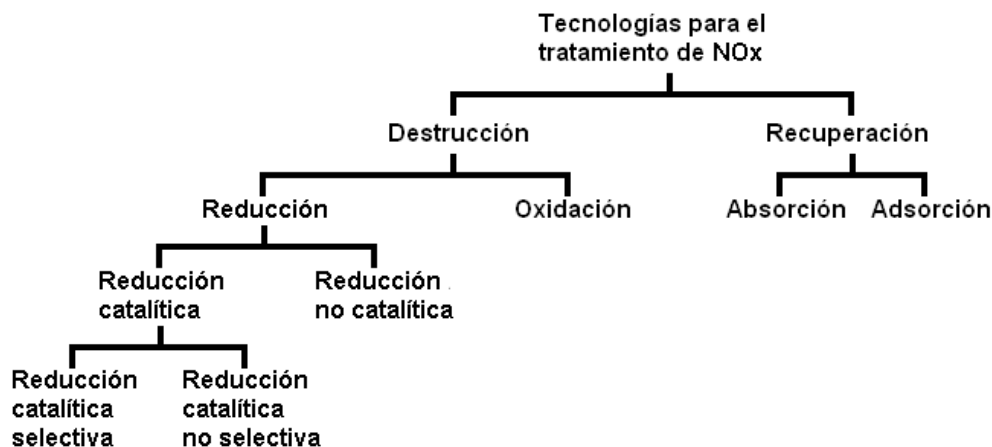 Tecnologías para el
tratamiento de NOx
Destrucción
Recuperación
Reducción
Oxidación
Absorción
Adsorción
Reducción
catalítica
Reducción
no catalítica
Reducción
catalítica
selectiva
Reducción
catalítica
no selectiva